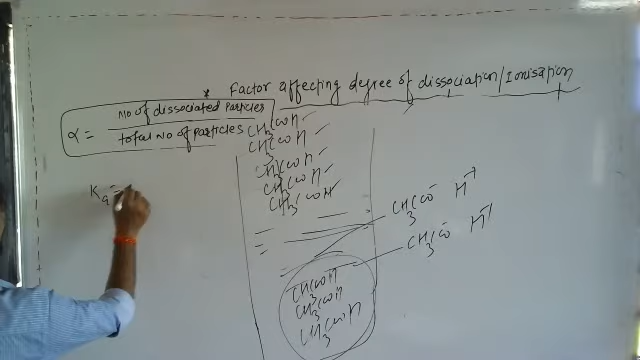 * Factor affecting degree of dissociation/Ionisation
α = No of dissociated particles / total No of particles
CH3COOH
CH3COOH
CH3COOH
CH3COOH
CH3COOH
CH3COO- H+
CH3COO- H+
CH3COOH
CH3COOH
CH3COOH
Ka =